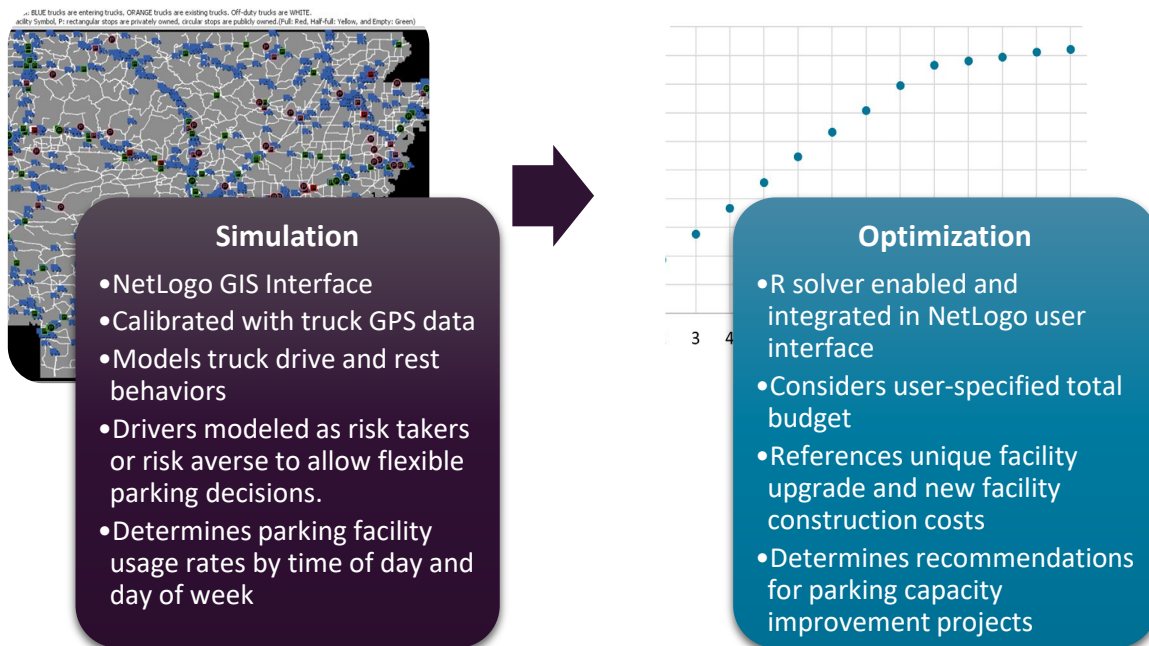 BLUE trucks are entering trucks, ORANGE trucks are existing trucks. Off-duty trucks are WHITE.
Symbol, P: rectangular stops are privately owned, circular stops are publicly owned.(Full: Red, Half-full: Yellow, and Empty: Green)
Simulation
•NetLogo GIS Interface
•Calibrated with truck GPS data
•Models truck drive and rest
behaviors
•Drivers modeled as risk takers
or risk averse to allow flexible
parking decisions.
•Determines parking facility
usage rates by time of day and
day of week
3 4
Optimization
•R solver enabled and
integrated in NetLogo user
interface
•Considers user-specified total
budget
•References unique facility
upgrade and new facility
construction costs
•Determines recommendations
for parking capacity
improvement projects